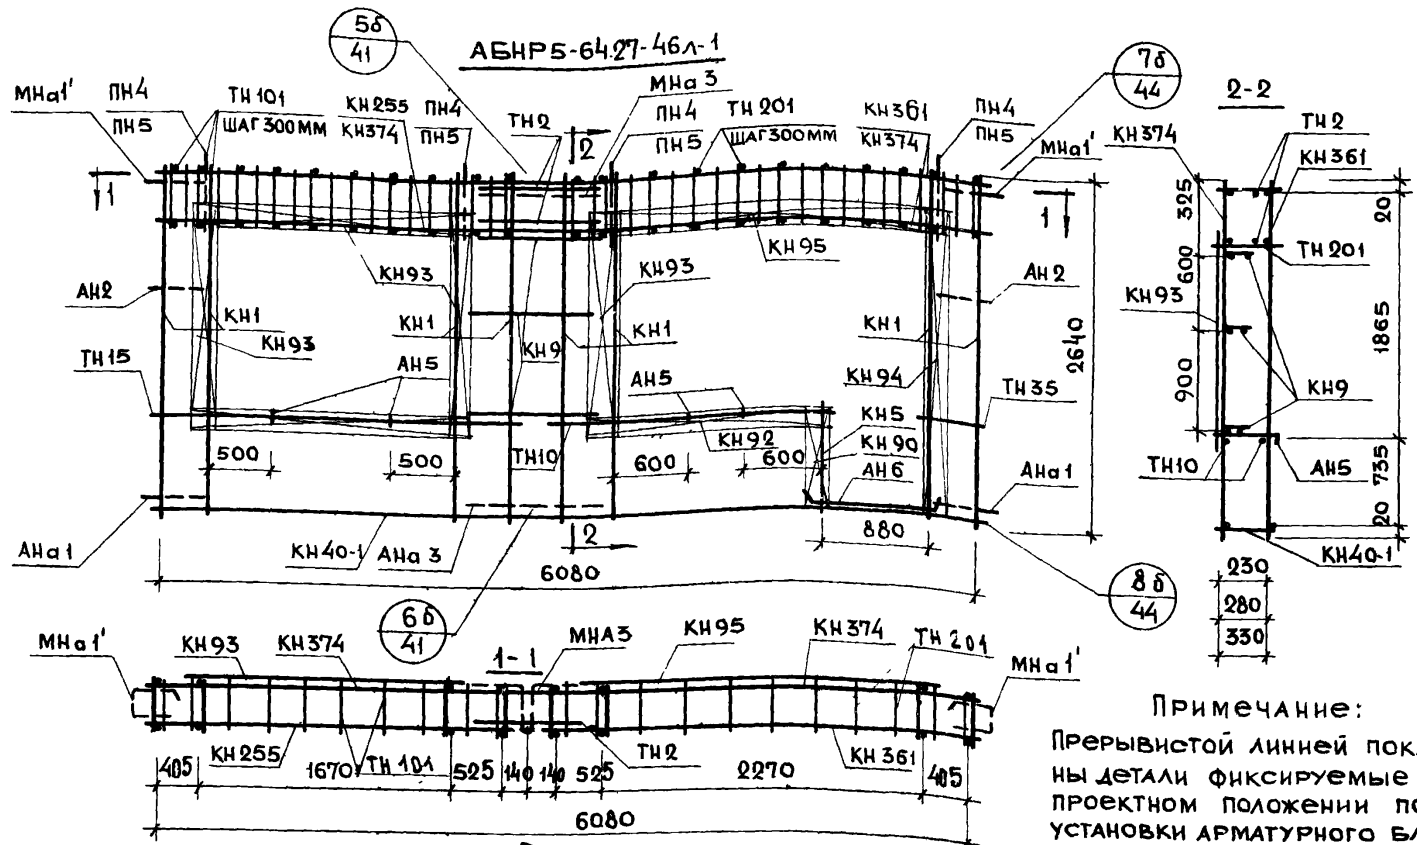 5б
41
АБНР5-64.27-46л-1
7б
44
МНа1'
ПН4
ПН5
ТН101
ШАГ300ММ
КН255
КН374
ПН4
ПН5
ТН2
МНа3
ПН4
ПН5
ТН201
ШАГ300ММ
КН361
КН374
ПН4
ПН5
МНа1'
2-2
КН374
ТН2
КН361
1
2
1
325
20
КН93
КН95
КН93
ТН201
600
АН2
АН2
КН93
КН1
КН1
КН1
КН1
2640
1865
КН93
КН9
ТН15
АН5
АН5
КН94
ТН35
900
КН9
КН5
КН92
КН90
500
500
ТН10
600
600
АН6
АНа1
ТН10
735
АН5
20
АНа1
КН40-1
АНа3
2
880
КН40-1
6080
8б
44
230
280
330
6б
41
МНа1'
КН93
КН374
1-1
МНА3
КН95
КН374
ТН201
МНа1'
КН255
ТН101
ТН2
КН361
405
1670
525
140
140
525
2270
405
6080
Примечание:
Прерывистой линией пок
ны детали фиксируемые
проектном положении по
установки арматурного бл